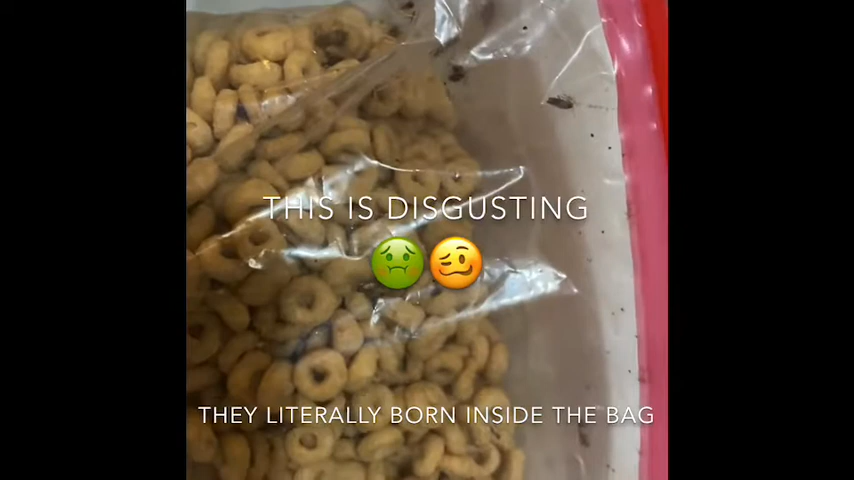 THIS IS DISGUSTING
🤢🥴
THEY LITERALLY BORN INSIDE THE BAG